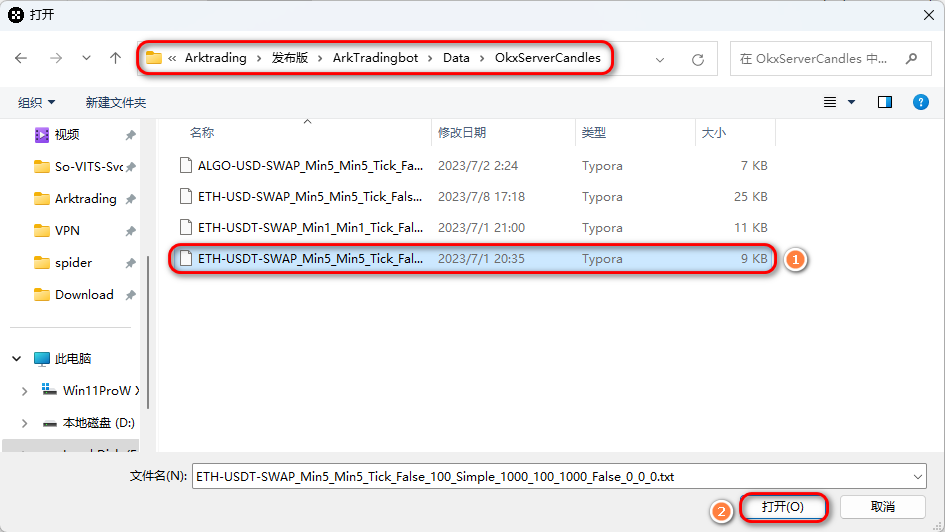 打开
« Arktrading › 发布版 › ArkTradingbot › Data › OkxServerCandles
在 OkxServerCandles 中...
组织 新建文件夹
名称 修改日期 类型 大小
视频
So-VITS-Svc
Arktrading
VPN
spider
Download
此电脑
Win11ProW X
本地磁盘 (D:)
ALGO-USD-SWAP_Min5_Min5_Tick_Fa... 2023/7/2 2:24 Typora 7 KB
ETH-USD-SWAP_Min5_Min5_Tick_Fals... 2023/7/8 17:18 Typora 25 KB
ETH-USDT-SWAP_Min1_Min1_Tick_Fal... 2023/7/1 21:00 Typora 11 KB
ETH-USDT-SWAP_Min5_Min5_Tick_Fal... 2023/7/1 20:35 Typora 9 KB
1
文件名(N): ETH-USDT-SWAP_Min5_Min5_Tick_False_100_Simple_1000_100_1000_False_0_0_0.txt
2 打开(O) 取消